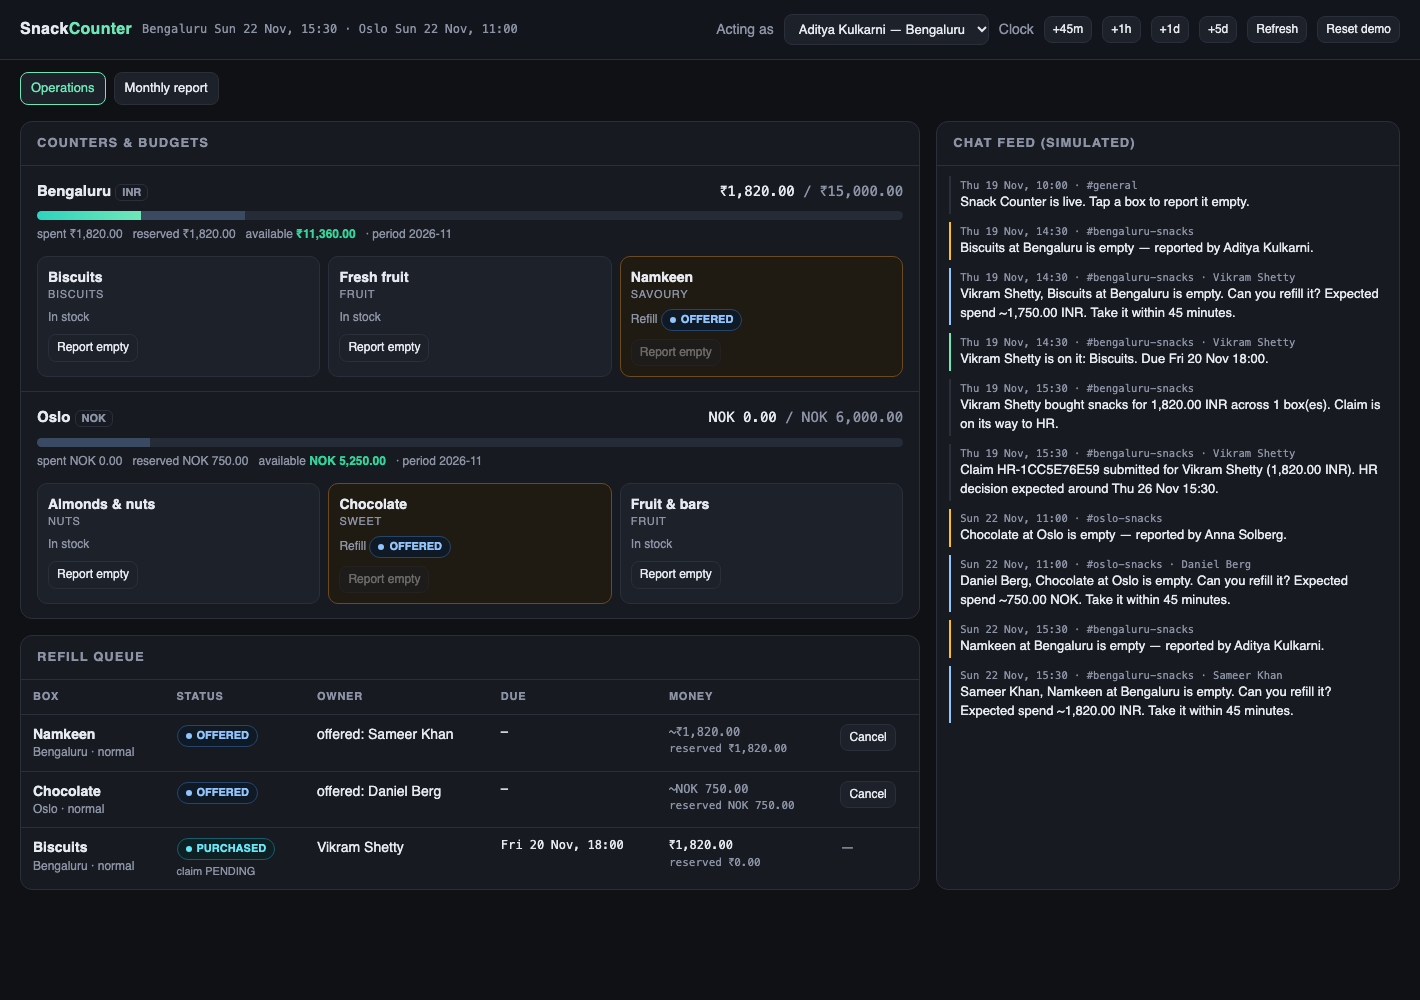 SnackCounter Bengaluru Sun 22 Nov, 15:30 · Oslo Sun 22 Nov, 11:00 Acting as Aditya Kulkarni — Bengaluru Clock +45m +1h +1d +5d Refresh Reset demo
Operations Monthly report
COUNTERS & BUDGETS
Bengaluru INR ₹1,820.00 / ₹15,000.00
spent ₹1,820.00 reserved ₹1,820.00 available ₹11,360.00 · period 2026-11
Biscuits
BISCUITS
In stock
Report empty
Fresh fruit
FRUIT
In stock
Report empty
Namkeen
SAVOURY
Refill OFFERED
Report empty
Oslo NOK NOK 0.00 / NOK 6,000.00
spent NOK 0.00 reserved NOK 750.00 available NOK 5,250.00 · period 2026-11
Almonds & nuts
NUTS
In stock
Report empty
Chocolate
SWEET
Refill OFFERED
Report empty
Fruit & bars
FRUIT
In stock
Report empty
REFILL QUEUE
BOX STATUS OWNER DUE MONEY
Namkeen OFFERED offered: Sameer Khan — ~₹1,820.00 Cancel
Bengaluru · normal reserved ₹1,820.00
Chocolate OFFERED offered: Daniel Berg — ~NOK 750.00 Cancel
Oslo · normal reserved NOK 750.00
Biscuits PURCHASED Vikram Shetty Fri 20 Nov, 18:00 ₹1,820.00 —
Bengaluru · normal claim PENDING reserved ₹0.00
CHAT FEED (SIMULATED)
Thu 19 Nov, 10:00 · #general
Snack Counter is live. Tap a box to report it empty.
Thu 19 Nov, 14:30 · #bengaluru-snacks
Biscuits at Bengaluru is empty — reported by Aditya Kulkarni.
Thu 19 Nov, 14:30 · #bengaluru-snacks · Vikram Shetty
Vikram Shetty, Biscuits at Bengaluru is empty. Can you refill it? Expected
spend ~1,750.00 INR. Take it within 45 minutes.
Thu 19 Nov, 14:30 · #bengaluru-snacks · Vikram Shetty
Vikram Shetty is on it: Biscuits. Due Fri 20 Nov 18:00.
Thu 19 Nov, 15:30 · #bengaluru-snacks
Vikram Shetty bought snacks for 1,820.00 INR across 1 box(es). Claim is
on its way to HR.
Thu 19 Nov, 15:30 · #bengaluru-snacks · Vikram Shetty
Claim HR-1CC5E76E59 submitted for Vikram Shetty (1,820.00 INR). HR
decision expected around Thu 26 Nov 15:30.
Sun 22 Nov, 11:00 · #oslo-snacks
Chocolate at Oslo is empty — reported by Anna Solberg.
Sun 22 Nov, 11:00 · #oslo-snacks · Daniel Berg
Daniel Berg, Chocolate at Oslo is empty. Can you refill it? Expected
spend ~750.00 NOK. Take it within 45 minutes.
Sun 22 Nov, 15:30 · #bengaluru-snacks
Namkeen at Bengaluru is empty — reported by Aditya Kulkarni.
Sun 22 Nov, 15:30 · #bengaluru-snacks · Sameer Khan
Sameer Khan, Namkeen at Bengaluru is empty. Can you refill it?
Expected spend ~1,820.00 INR. Take it within 45 minutes.